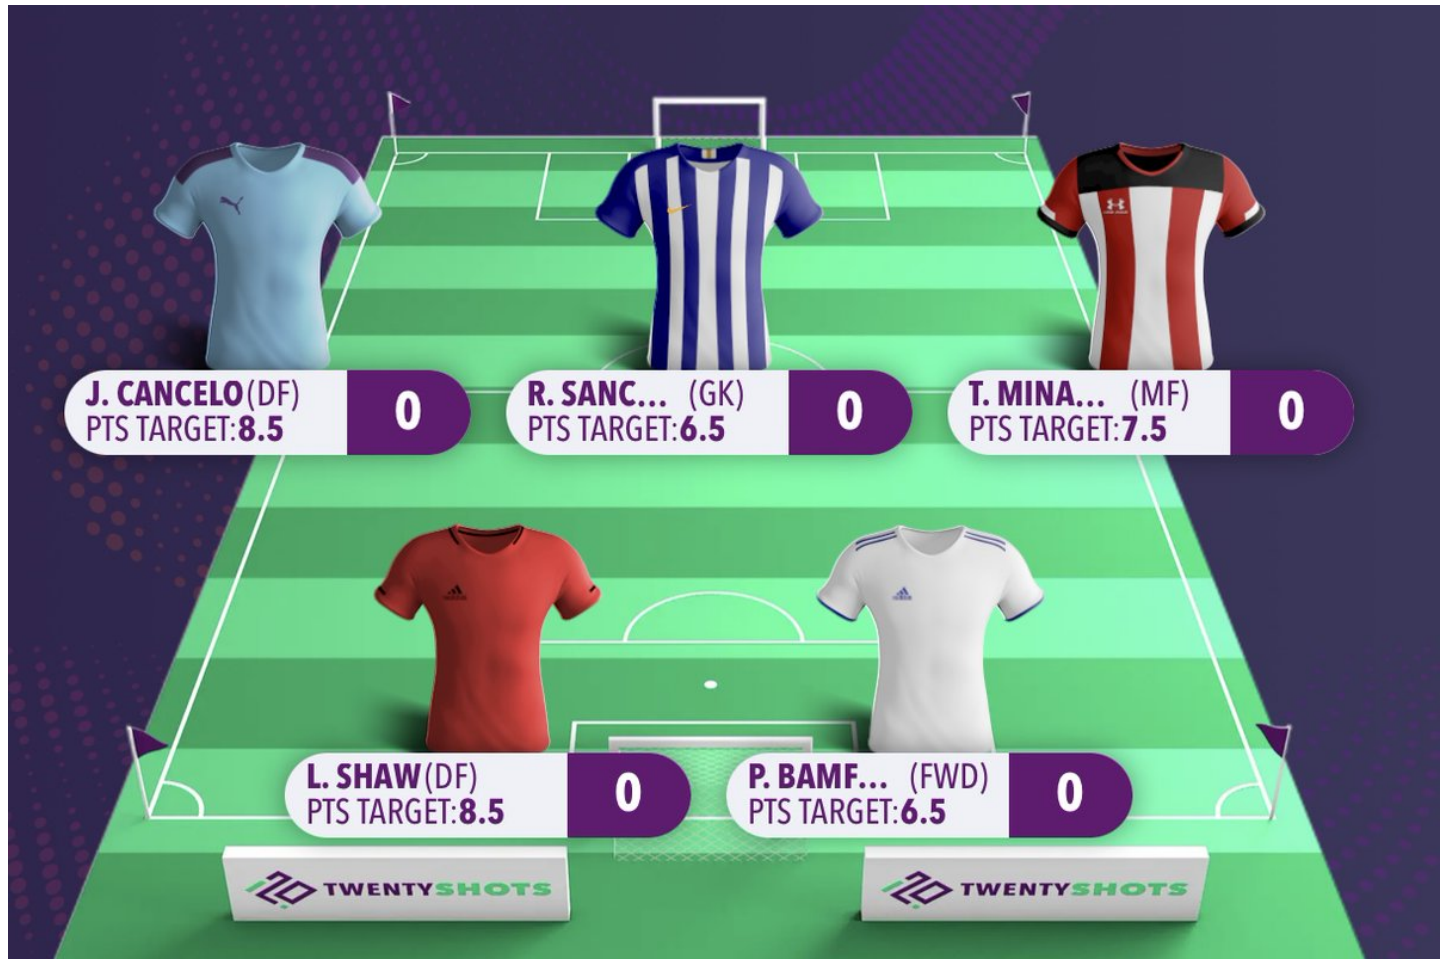 J. CANCELO (DF)
PTS TARGET:8.5
0
R. SANC... (GK)
PTS TARGET:6.5
0
T. MINA... (MF)
PTS TARGET:7.5
0
L. SHAW (DF)
PTS TARGET:8.5
0
P. BAMF... (FWD)
PTS TARGET:6.5
0
TWENTYSHOTS
TWENTYSHOTS